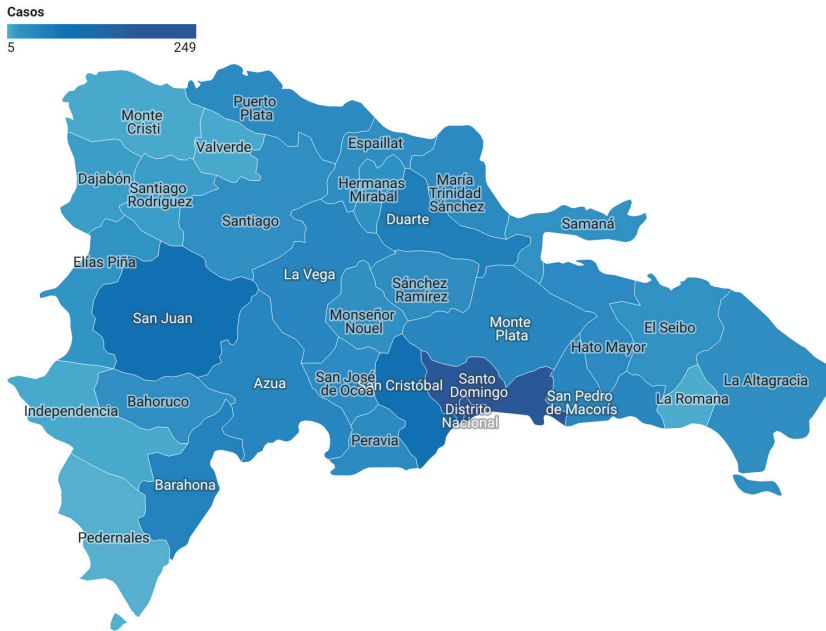 Casos
5
249
Puerto
Plata
Monte
Cristi
Valverde
Espaillat
Dajabón
Santiago
Rodríguez
Hermanas
Mirabal
María
Trinidad
Sánchez
Duarte
Santiago
Samaná
Elías Piña
La Vega
Sánchez
Ramírez
San Juan
Monseñor
Nouel
Monte
Plata
El Seibo
Hato Mayor
Azua
San José
de Ocoa
n Cristóbal
Santo
Domingo
Distrito
Nacional
San Pedro
de Macorís
La Altagracia
La Romana
Independencia
Bahoruco
Peravia
Barahona
Pedernales